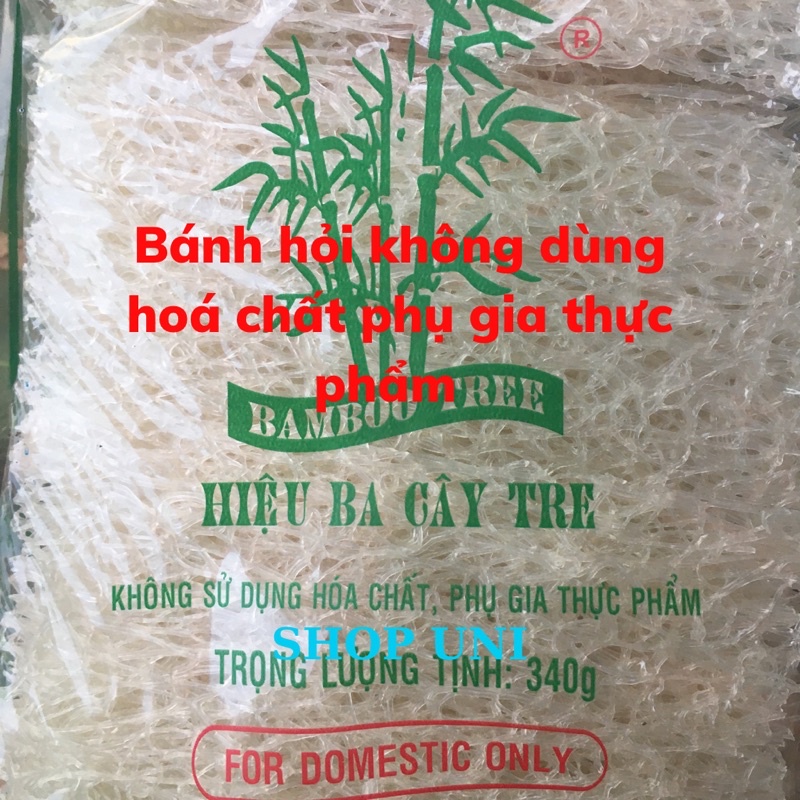 R
Bánh hỏi không dùng
hoá chất phụ gia thực
phẩm
BAMBOO TREE
HIỆU BA CÂY TRE
KHÔNG SỬ DỤNG HÓA CHẤT, PHỤ GIA THỰC PHẨM
SHOP UNI
TRỌNG LƯỢNG TỊNH: 340g
FOR DOMESTIC ONLY